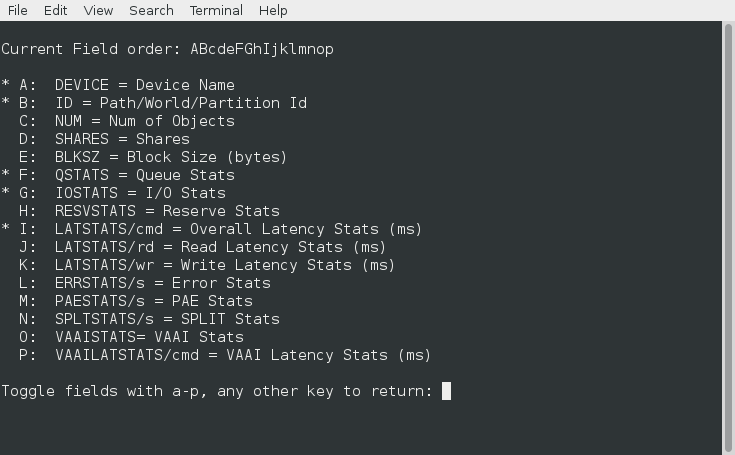 File Edit View Search Terminal Help
Current Field order: ABcdeFGhIjklmnop
* A: DEVICE = Device Name
* B: ID = Path/World/Partition Id
C: NUM = Num of Objects
D: SHARES = Shares
E: BLKSZ = Block Size (bytes)
* F: QSTATS = Queue Stats
* G: IOSTATS = I/O Stats
H: RESVSTATS = Reserve Stats
* I: LATSTATS/cmd = Overall Latency Stats (ms)
J: LATSTATS/rd = Read Latency Stats (ms)
K: LATSTATS/wr = Write Latency Stats (ms)
L: ERRSTATS/s = Error Stats
M: PAESTATS/s = PAE Stats
N: SPLTSTATS/s = SPLIT Stats
O: VAAISTATS= VAAI Stats
P: VAAILATSTATS/cmd = VAAI Latency Stats (ms)
Toggle fields with a-p, any other key to return: